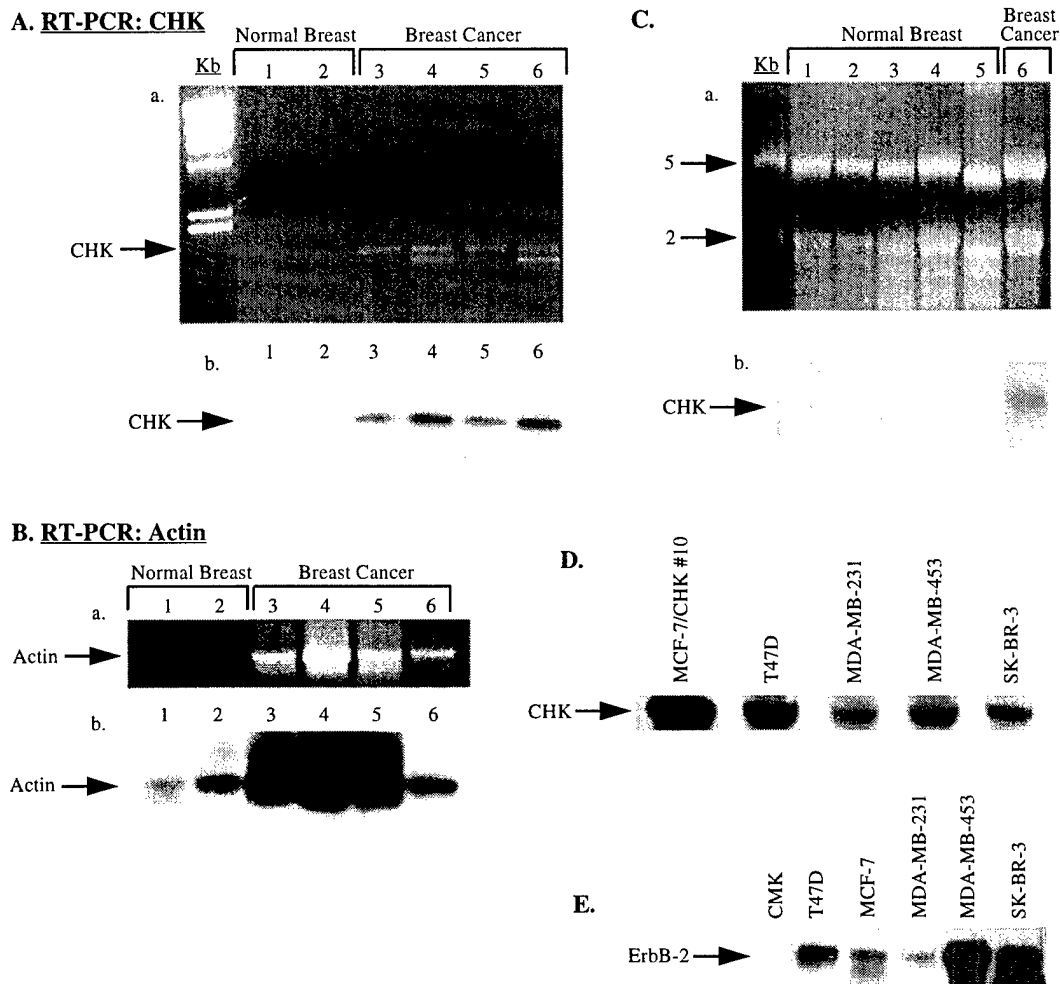 A. RT-PCR: CHK
Normal Breast Breast Cancer
Kb 1 2 3 4 5 6
a.
CHK
1 2 3 4 5 6
b.
CHK
B. RT-PCR: Actin
Normal Breast Breast Cancer
1 2 3 4 5 6
a.
Actin
1 2 3 4 5 6
b.
Actin
C.
Normal Breast
Breast
Cancer
Kb 1 2 3 4 5 6
a.
5
2
b.
CHK
D.
MCF-7/CHK #10
T47D
MDA-MB-231
MDA-MB-453
SK-BR-3
CHK
E.
CMK
T47D
MCF-7
MDA-MB-231
MDA-MB-453
SK-BR-3
ErbB-2